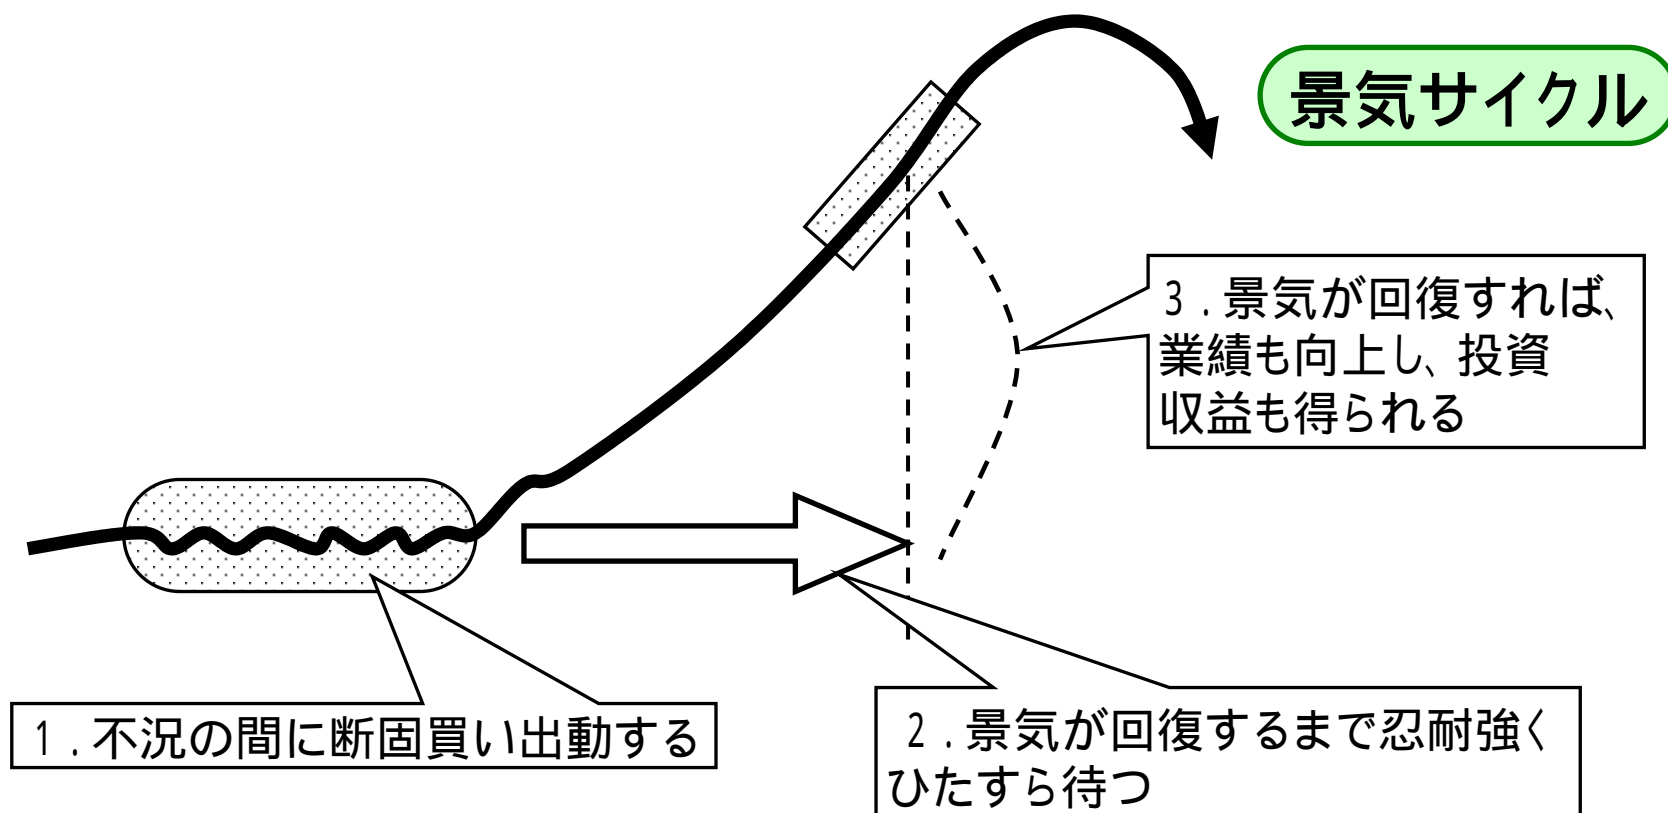 景気サイクル
3．景気が回復すれば、
業績も向上し、投資
収益も得られる
1．不況の間に断固買い出動する
2．景気が回復するまで忍耐強く
ひたすら待つ